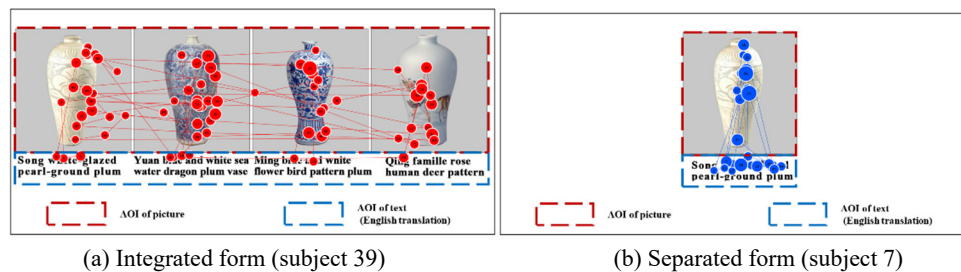 Song white-glazed
pearl-ground plum
Yuan blue and white sea
water dragon plum vase
Ming blue and white
flower bird pattern plum
Qing famille rose
human deer pattern
AOI of picture
AOI of text
(English translation)
(a) Integrated form (subject 39)
Song
pearl-ground plum
AOI of picture
AOI of text
(English translation)
(b) Separated form (subject 7)